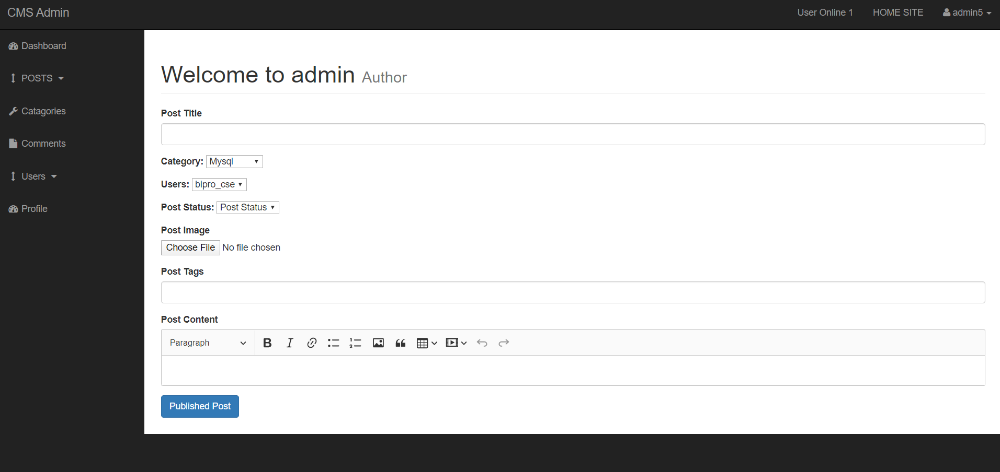 CMS Admin
User Online 1
HOME SITE
admin5
Dashboard
POSTS
Catagories
Comments
Users
Profile
Welcome to admin Author
Post Title
Category: Mysql
Users: bipro_cse
Post Status: Post Status
Post Image
Choose File No file chosen
Post Tags
Post Content
Paragraph
Published Post